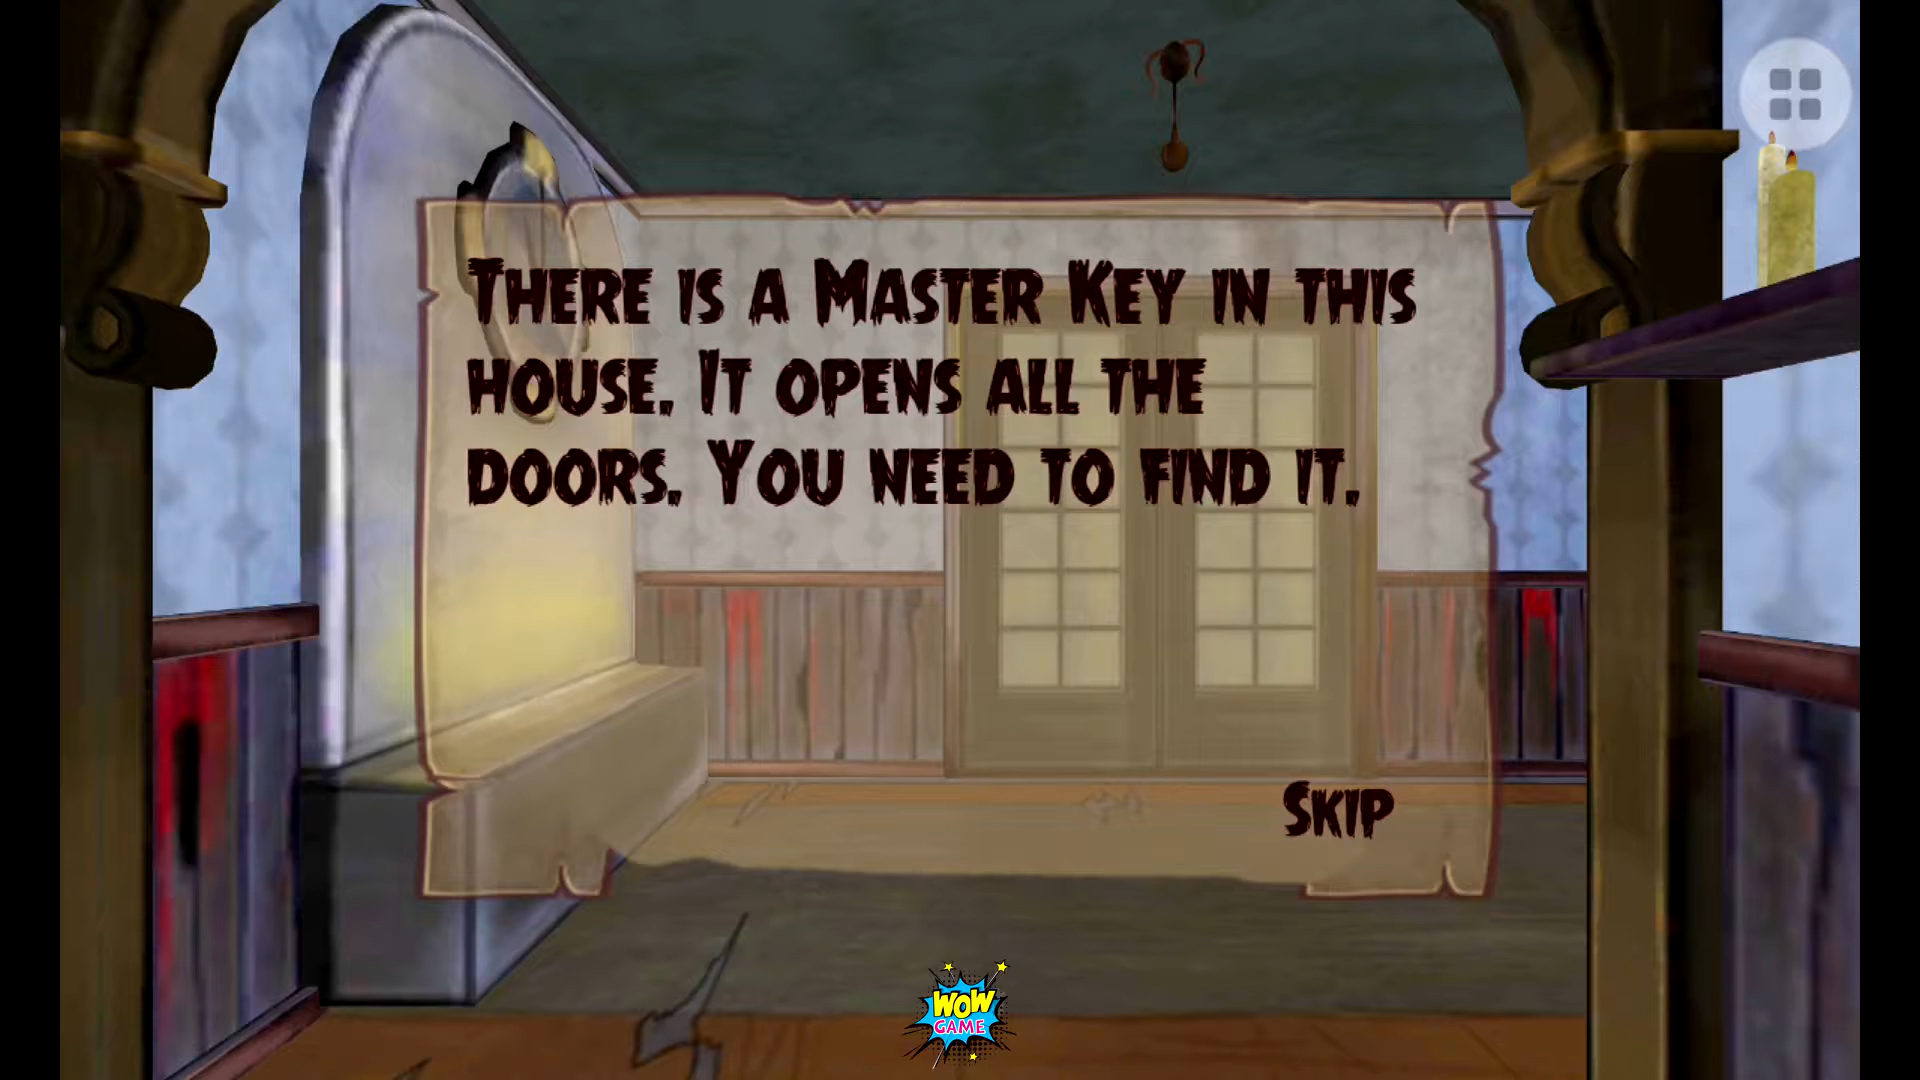 There is a Master Key in this
house. It opens all the
doors. You need to find it.
Skip
WOW
GAME